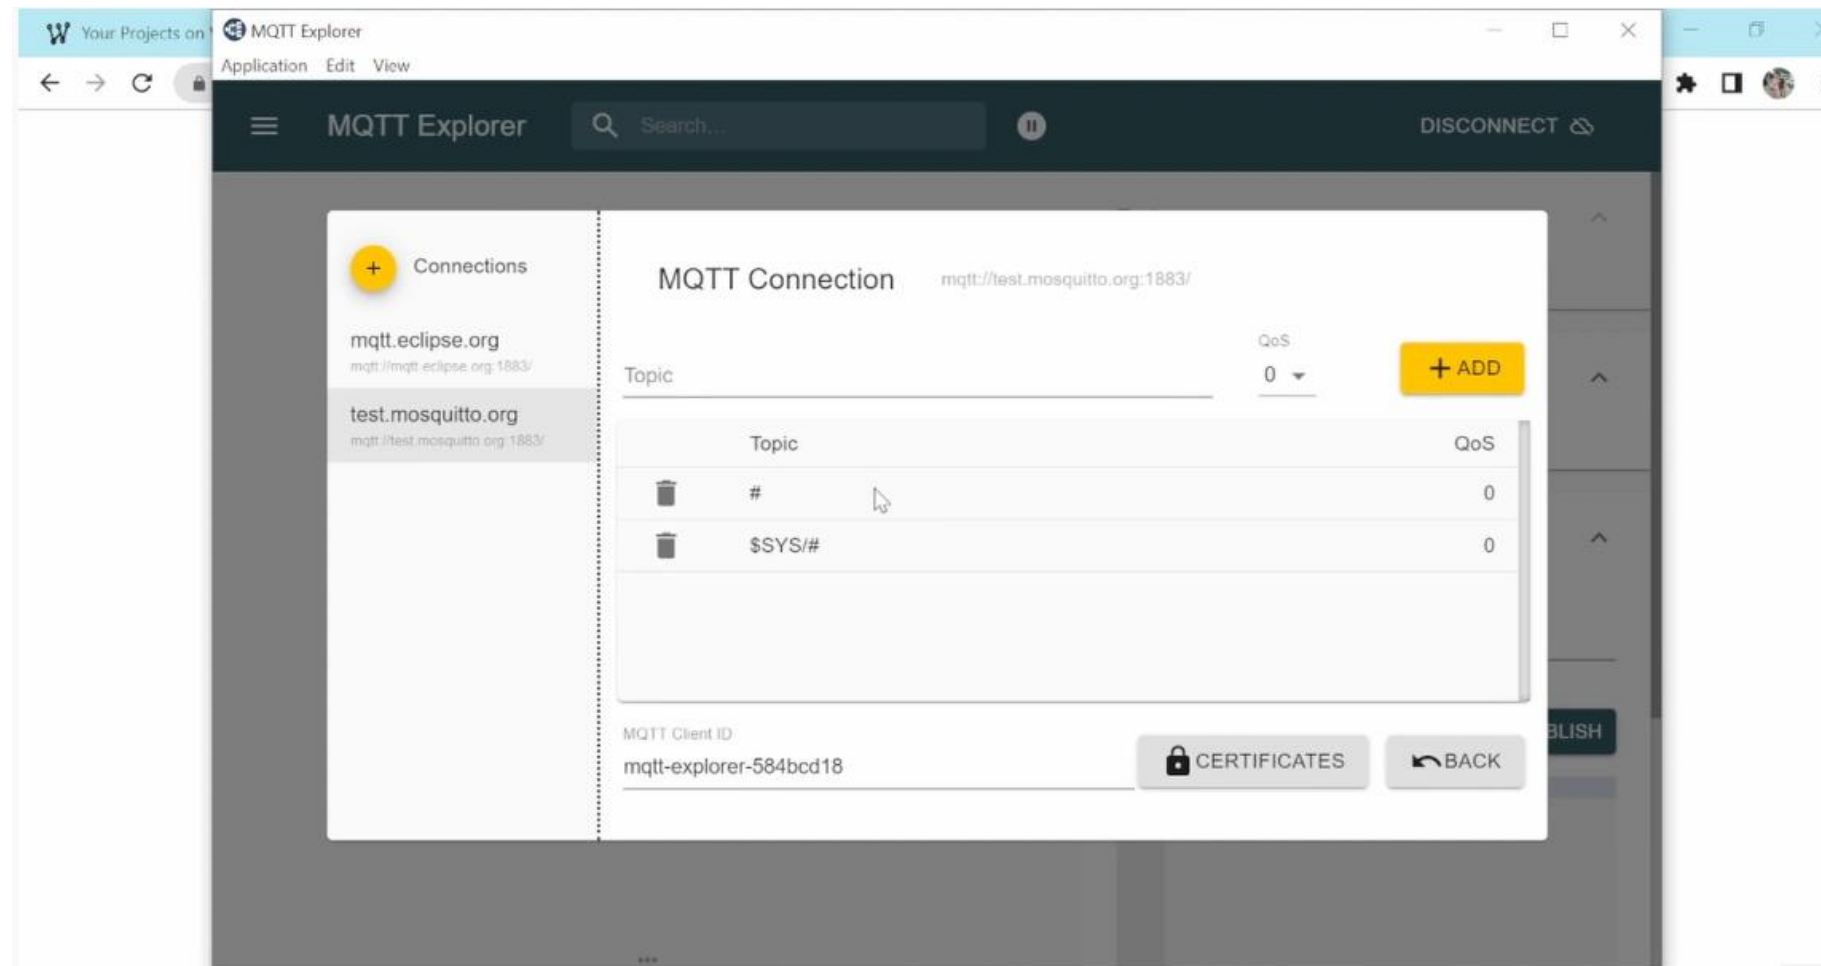 Your Projects on
MQTT Explorer
Application Edit View
MQTT Explorer
Search...
DISCONNECT
+ Connections
mqtt.eclipse.org
mqtt://mqtt.eclipse.org:1883/
test.mosquitto.org
mqtt://test.mosquitto.org:1883/
MQTT Connection mqtt://test.mosquitto.org:1883/
Topic
QoS
0
+ ADD
Topic QoS
# 0
$SYS/# 0
MQTT Client ID
mqtt-explorer-584bcd18
CERTIFICATES
BACK
BLISH
...